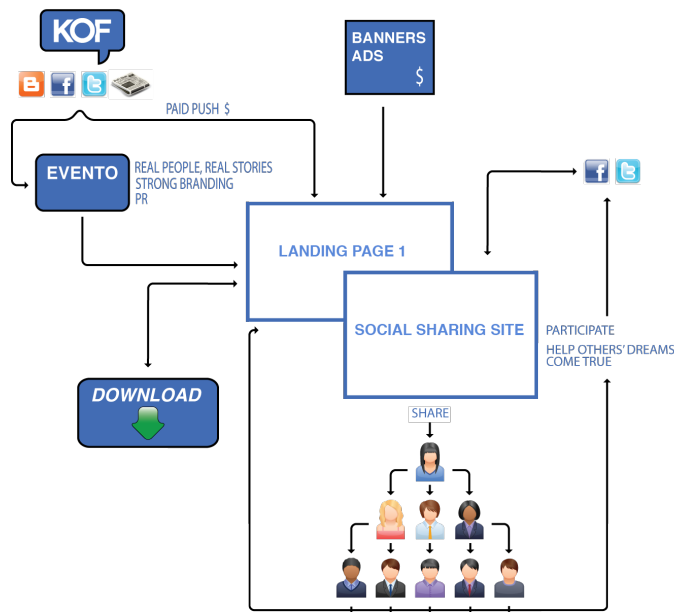 KOF
BANNERS
ADS
$
PAID PUSH $
EVENTO
REAL PEOPLE, REAL STORIES
STRONG BRANDING
PR
LANDING PAGE 1
SOCIAL SHARING SITE
PARTICIPATE
HELP OTHERS' DREAMS
COME TRUE
DOWNLOAD
SHARE